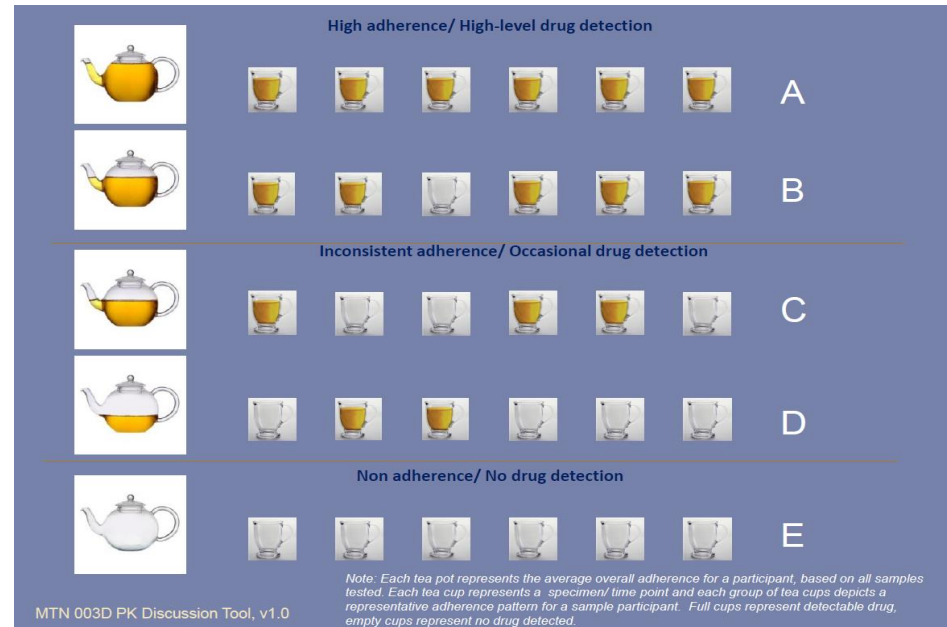 High adherence/ High-level drug detection
A
B
Inconsistent adherence/ Occasional drug detection
C
D
Non adherence/ No drug detection
E
Note: Each tea pot represents the average overall adherence for a participant, based on all samples
tested. Each tea cup represents a specimen/ time point and each group of tea cups depicts a
representative adherence pattern for a sample participant. Full cups represent detectable drug,
empty cups represent no drug detected.
MTN 003D PK Discussion Tool, v1.0